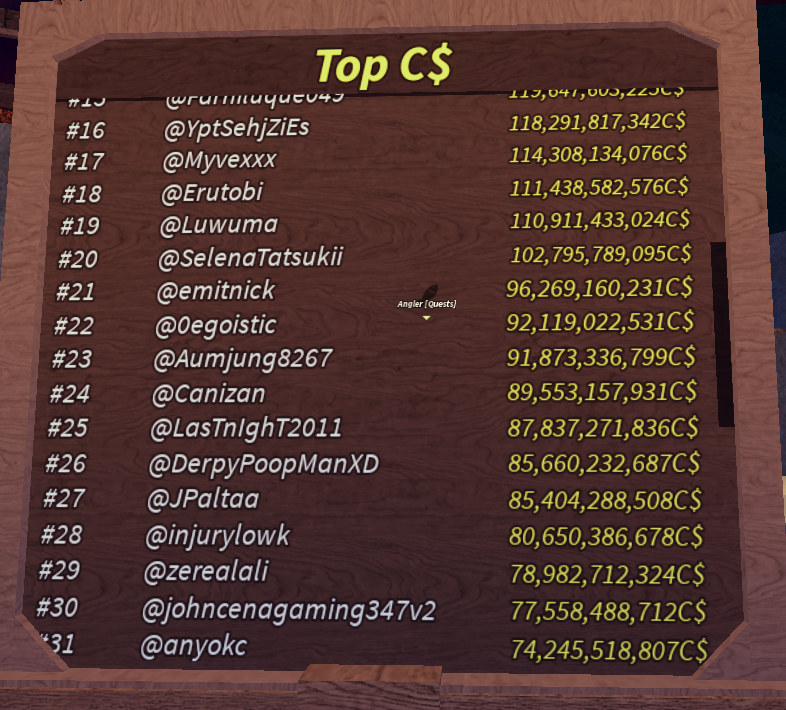 Top C$
#15 119,647,603,225C$
#16 @YptSehjZiEs 118,291,817,342C$
#17 @Myvexxx 114,308,134,076C$
#18 @Erutobi 111,438,582,576C$
#19 @Luwuma 110,911,433,024C$
#20 @SelenaTatsukii 102,795,789,095C$
#21 @emitnick 96,269,160,231C$
Angler [Quests]
#22 @0egoistic 92,119,022,531C$
#23 @Aumjung8267 91,873,336,799C$
#24 @Canizan 89,553,157,931C$
#25 @LasTnIghT2011 87,837,271,836C$
#26 @DerpyPoopManXD 85,660,232,687C$
#27 @JPaltaa 85,404,288,508C$
#28 @injurylowk 80,650,386,678C$
#29 @zerealali 78,982,712,324C$
#30 @johncenagaming347v2 77,558,488,712C$
#31 @anyokc 74,245,518,807C$